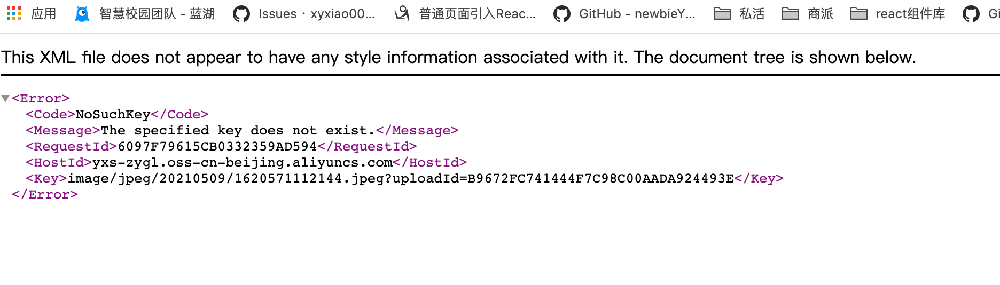 应用 智慧校园团队 - 蓝湖 Issues · xyxiao00... 普通页面引入Reac... GitHub - newbieY... 私活 商派 react组件库 Gi
This XML file does not appear to have any style information associated with it. The document tree is shown below.
<Error>
<Code>NoSuchKey</Code>
<Message>The specified key does not exist.</Message>
<RequestId>6097F79615CB0332359AD594</RequestId>
<HostId>yxs-zygl.oss-cn-beijing.aliyuncs.com</HostId>
<Key>image/jpeg/20210509/1620571112144.jpeg?uploadId=B9672FC741444F7C98C00AADA924493E</Key>
</Error>